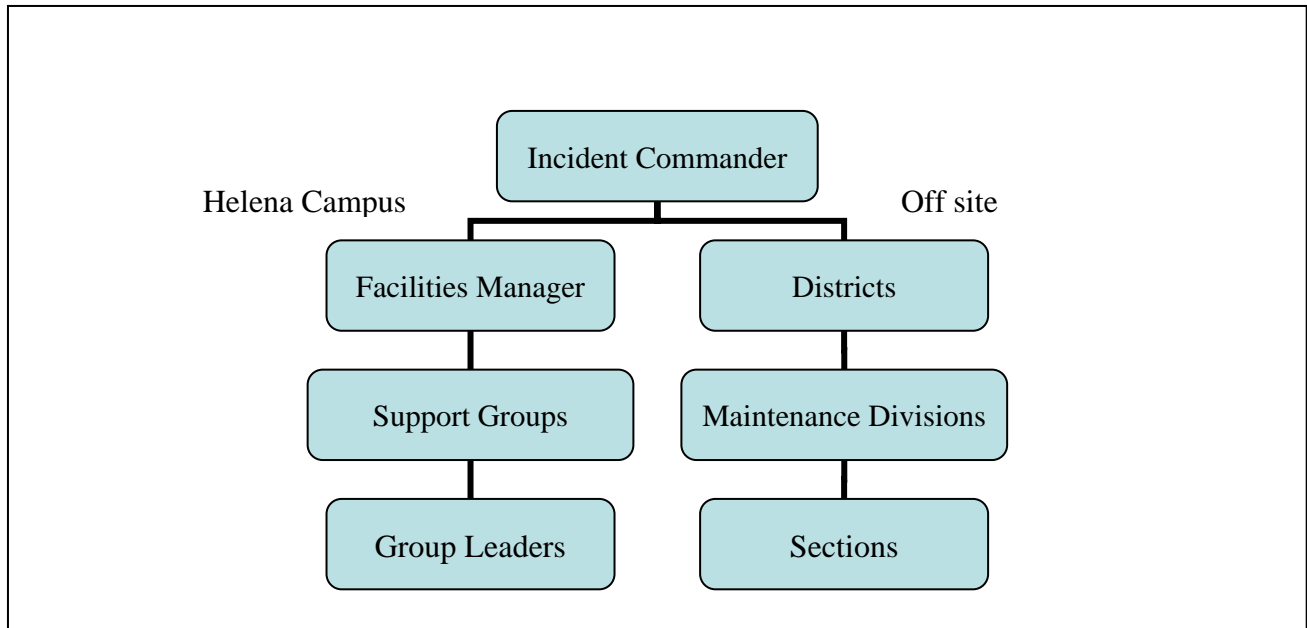 Incident Commander
Helena Campus
Off site
Facilities Manager
Districts
Support Groups
Maintenance Divisions
Group Leaders
Sections